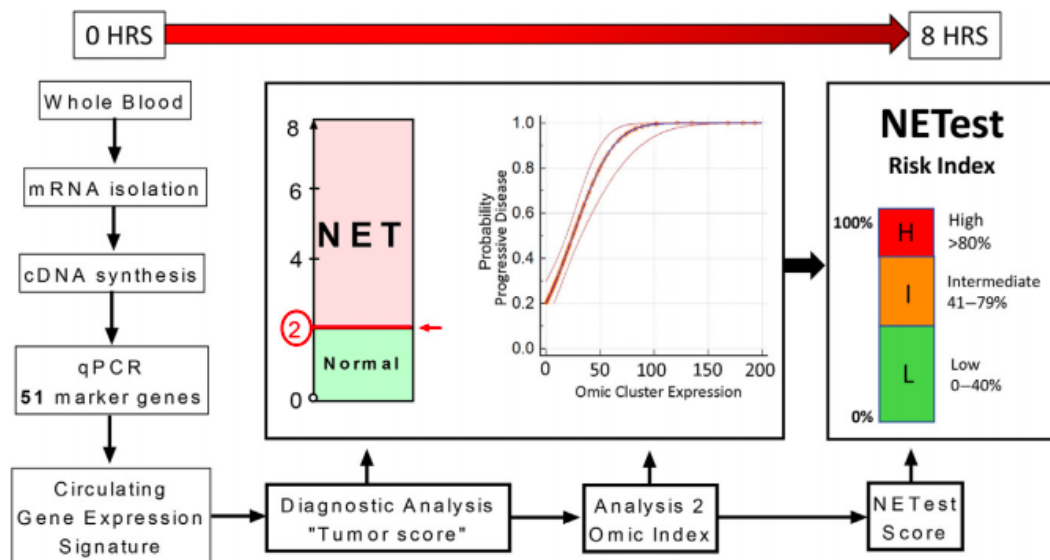 0 HRS
8 HRS
Whole Blood
mRNA isolation
cDNA synthesis
qPCR
51 marker genes
Circulating
Gene Expression
Signature
8
6
4
2
0
NET
Normal
Probability
Progressive Disease
1.0
0.8
0.6
0.4
0.2
0.0
0
50
100
150
200
Omic Cluster Expression
NETest
Risk Index
100%
0%
H
High
>80%
I
Intermediate
41–79%
L
Low
0–40%
Diagnostic Analysis
"Tumor score"
Analysis 2
Omic Index
NETest
Score